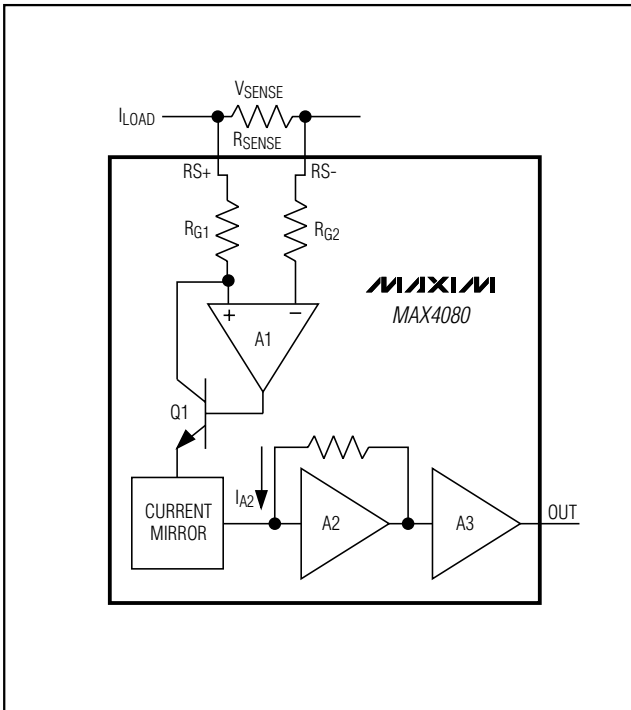 VSENSE
ILOAD
RSENSE
RS+
RS-
RG1
RG2
MAXIM
MAX4080
+
−
A1
Q1
IA2
CURRENT
MIRROR
A2
A3
OUT